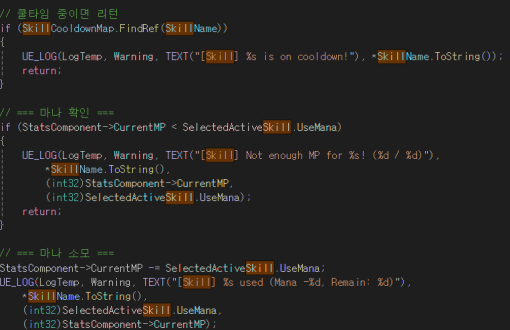 // 쿨타임 중이면 리턴
if (SkillCooldownMap.FindRef(SkillName))
{
UE_LOG(LogTemp, Warning, TEXT("[Skill] %s is on cooldown!"), *SkillName.ToString());
return;
}
// === 마나 확인 ===
if (StatsComponent->CurrentMP < SelectedActiveSkill.UseMana)
{
UE_LOG(LogTemp, Warning, TEXT("[Skill] Not enough MP for %s! (%d / %d)"),
*SkillName.ToString(),
(int32)StatsComponent->CurrentMP,
(int32)SelectedActiveSkill.UseMana);
return;
}
// === 마나 소모 ===
StatsComponent->CurrentMP -= SelectedActiveSkill.UseMana;
UE_LOG(LogTemp, Warning, TEXT("[Skill] %s used (Mana -%d, Remain: %d)"),
*SkillName.ToString(),
(int32)SelectedActiveSkill.UseMana,
(int32)StatsComponent->CurrentMP);